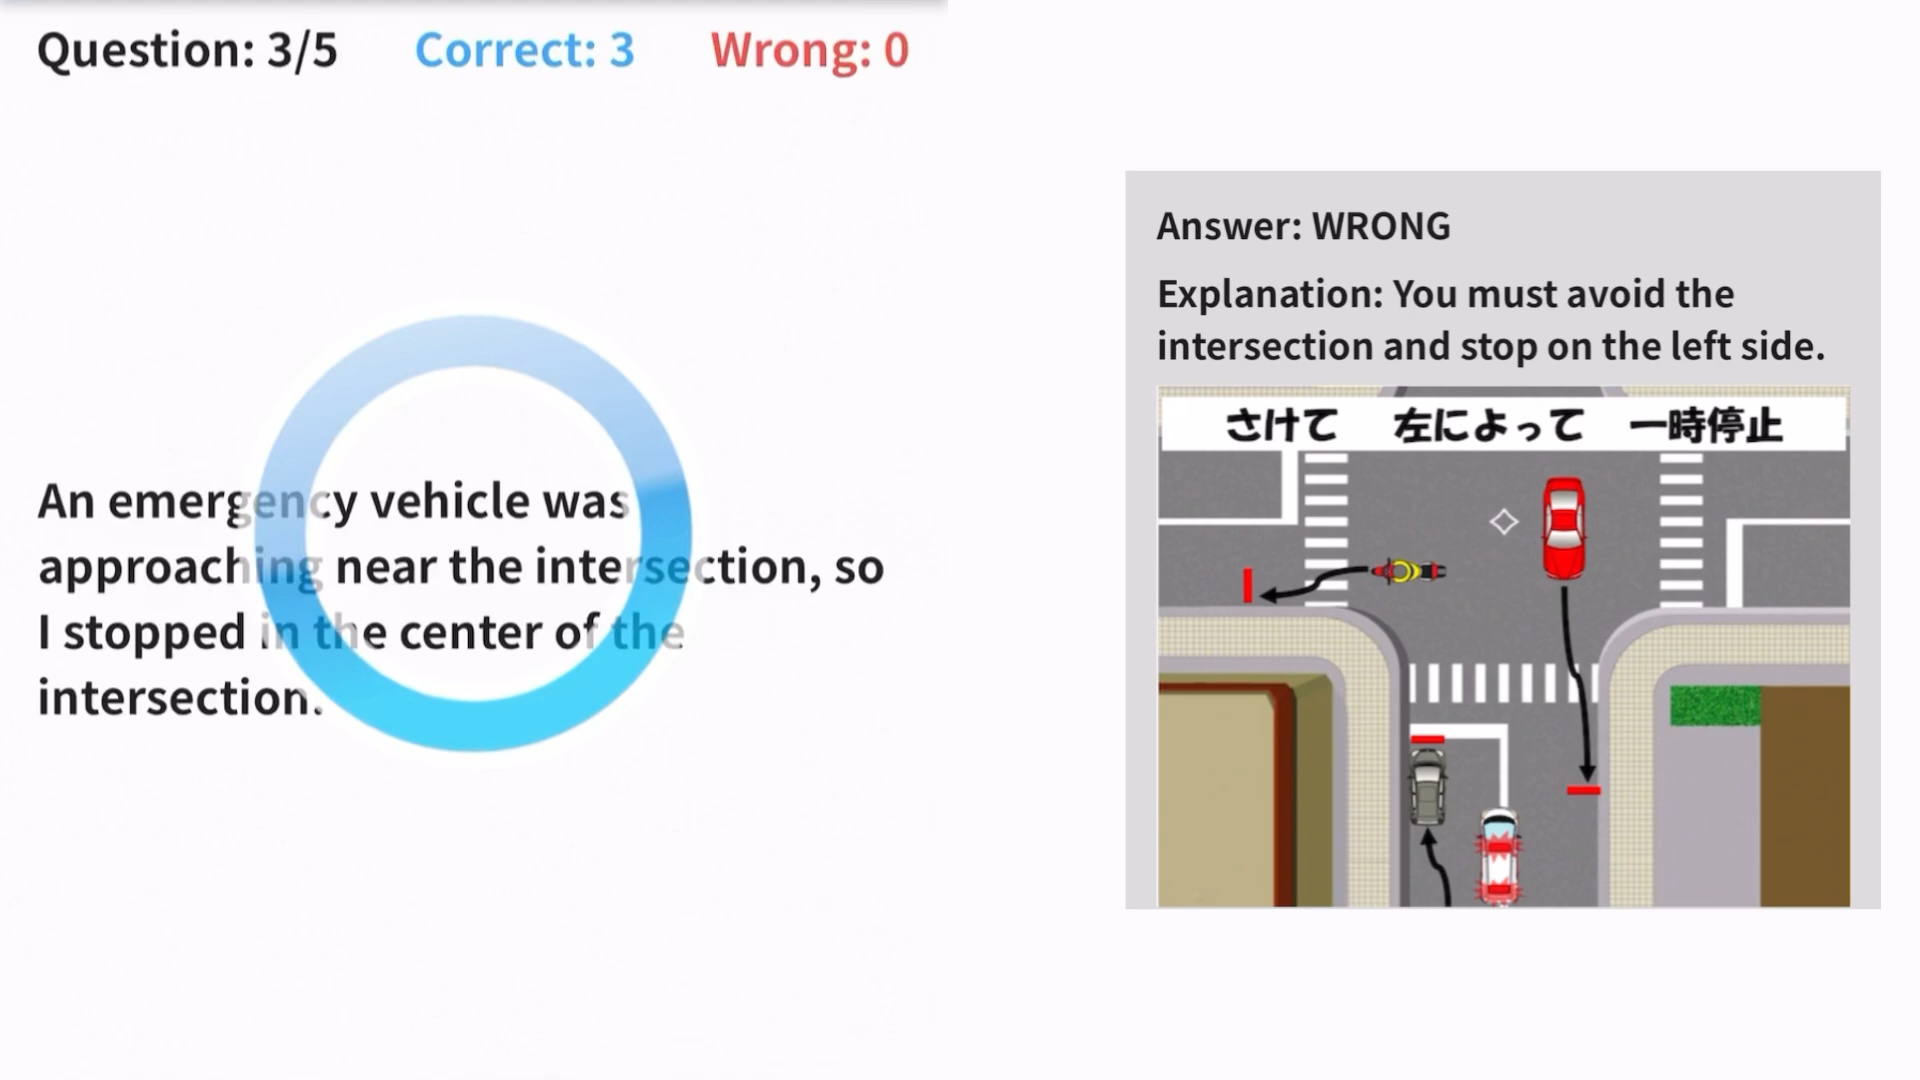 Question: 3/5 Correct: 3 Wrong: 0
An emergency vehicle was
approaching near the intersection, so
I stopped in the center of the
intersection.
Answer: WRONG
Explanation: You must avoid the
intersection and stop on the left side.
さけて 左によって 一時停止